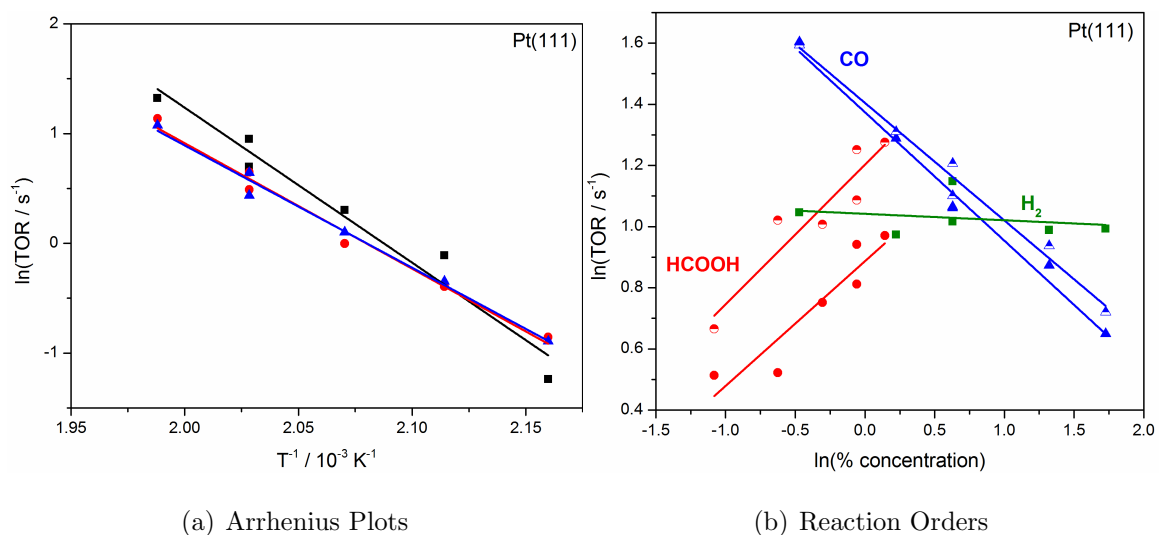 2
1
0
-1
1.95
2.00
2.05
2.10
2.15
ln(TOR / s⁻¹)
T⁻¹ / 10⁻³ K⁻¹
Pt(111)
1.6
1.4
1.2
1.0
0.8
0.6
0.4
-1.5
-1.0
-0.5
0.0
0.5
1.0
1.5
2.0
ln(TOR / s⁻¹)
ln(% concentration)
Pt(111)
CO
H₂
HCOOH
(a) Arrhenius Plots
(b) Reaction Orders